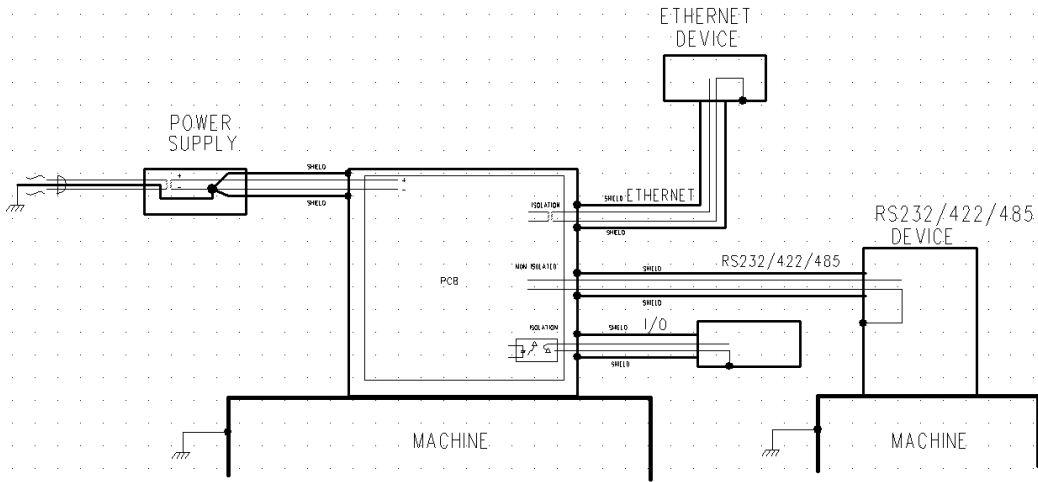 ETHERNET
DEVICE
POWER
SUPPLY
+
-
SHIELD
SHIELD
+
-
ISOLATION
SHIELD
ETHERNET
SHIELD
RS232/422/485
DEVICE
NON ISOLATED
SHIELD
RS232/422/485
SHIELD
PCB
ISOLATION
SHIELD
I/O
SHIELD
MACHINE
MACHINE